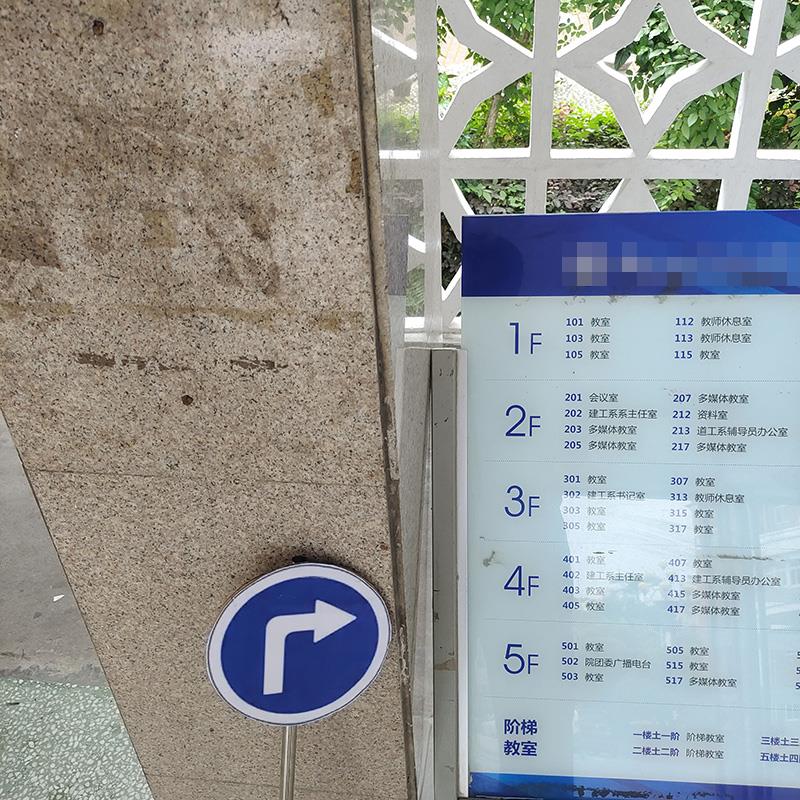 1F
101 教室 112 教师休息室
103 教室 113 教师休息室
105 教室 115 教室
2F
201 会议室 207 多媒体教室
202 建工系系主任室 212 资料室
203 多媒体教室 213 道工系辅导员办公室
205 多媒体教室 217 多媒体教室
3F
301 教室 307 教室
302 建工系书记室 313 教师休息室
303 教室 315 教室
305 教室 317 教室
4F
401 教室 407 教室
402 建工系主任室 413 建工系辅导员办公室
403 教室 415 多媒体教室
405 教室 417 多媒体教室
5F
501 教室 505 教室
502 院团委广播电台 515 教室
503 教室 517 多媒体教室
阶梯
教室
一楼土一阶 阶梯教室 三楼土三
二楼土二阶 阶梯教室 五楼土四